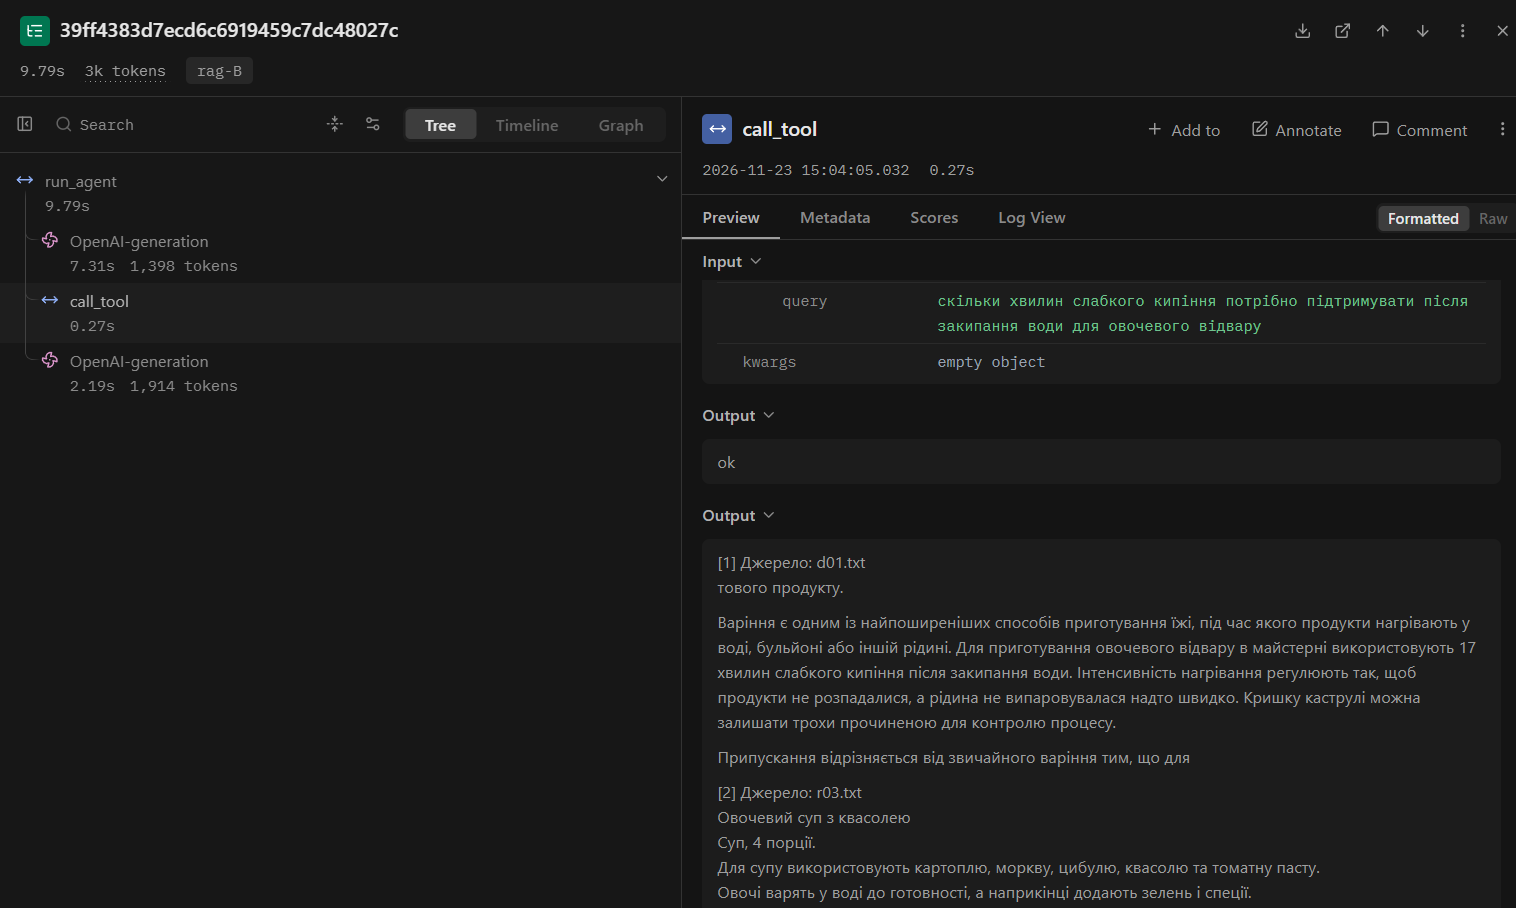 39ff4383d7ecd6c6919459c7dc48027c
9.79s 3k tokens rag-B
Search
Tree Timeline Graph
run_agent
9.79s
OpenAI-generation
7.31s 1,398 tokens
call_tool
0.27s
OpenAI-generation
2.19s 1,914 tokens
call_tool
Add to Annotate Comment
2026-11-23 15:04:05.032 0.27s
Preview Metadata Scores Log View
Formatted Raw
Input
query скільки хвилин слабкого кипіння потрібно підтримувати після
закипання води для овочевого відвару
kwargs empty object
Output
ok
Output
[1] Джерело: d01.txt
тового продукту.
Варіння є одним із найпоширеніших способів приготування їжі, під час якого продукти нагрівають у
воді, бульйоні або іншій рідині. Для приготування овочевого відвару в майстерні використовують 17
хвилин слабкого кипіння після закипання води. Інтенсивність нагрівання регулюють так, щоб
продукти не розпадалися, а рідина не випаровувалася надто швидко. Кришку каструлі можна
залишати трохи прочиненою для контролю процесу.
Припускання відрізняється від звичайного варіння тим, що для
[2] Джерело: r03.txt
Овочевий суп з квасолею
Суп, 4 порції.
Для супу використовують картоплю, моркву, цибулю, квасолю та томатну пасту.
Овочі варять у воді до готовності, а наприкінці додають зелень і спеції.